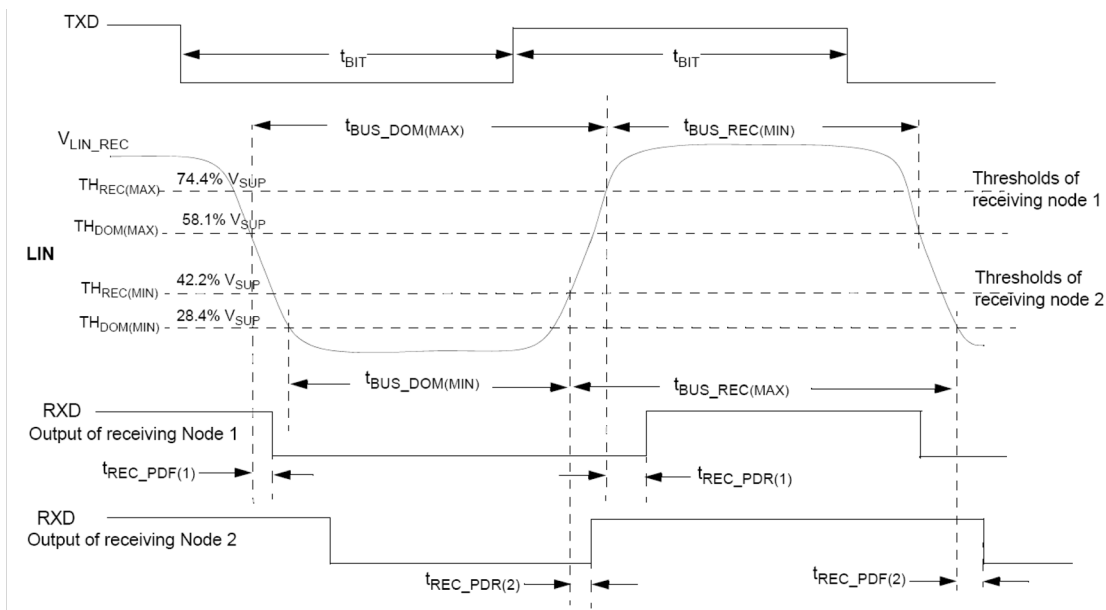 TXD
tBIT
tBIT
tBUS_DOM(MAX)
tBUS_REC(MIN)
VLIN_REC
THREC(MAX) 74.4% VSUP
Thresholds of
receiving node 1
THDOM(MAX) 58.1% VSUP
LIN
THREC(MIN) 42.2% VSUP
Thresholds of
receiving node 2
THDOM(MIN) 28.4% VSUP
tBUS_DOM(MIN)
tBUS_REC(MAX)
RXD
Output of receiving Node 1
tREC_PDF(1)
tREC_PDR(1)
RXD
Output of receiving Node 2
tREC_PDR(2)
tREC_PDF(2)